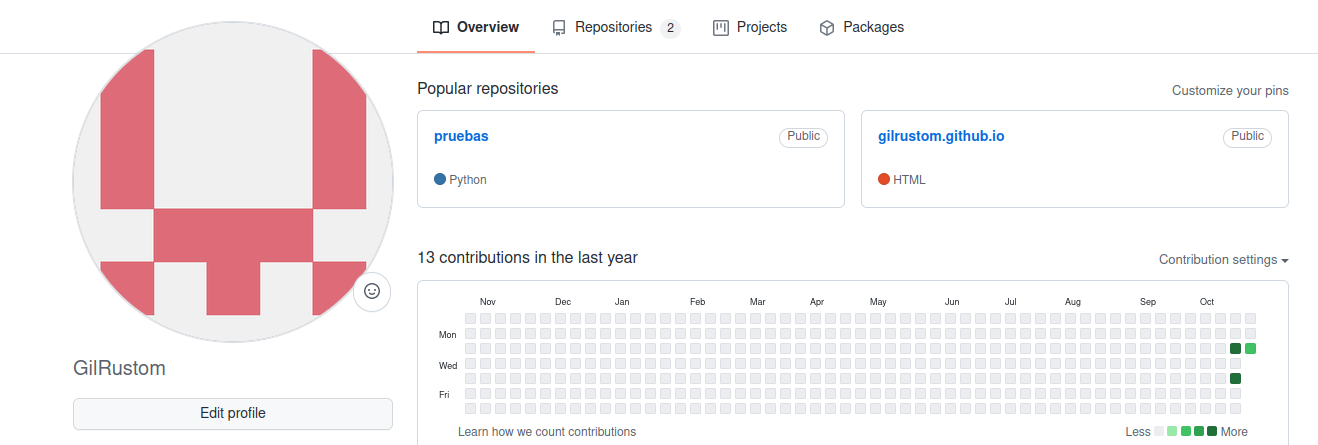 Overview Repositories 2 Projects Packages
Popular repositories Customize your pins
pruebas Public gilrustom.github.io Public
Python HTML
13 contributions in the last year Contribution settings
Nov Dec Jan Feb Mar Apr May Jun Jul Aug Sep Oct
Mon
Wed
Fri
Learn how we count contributions Less More
GilRustom
Edit profile